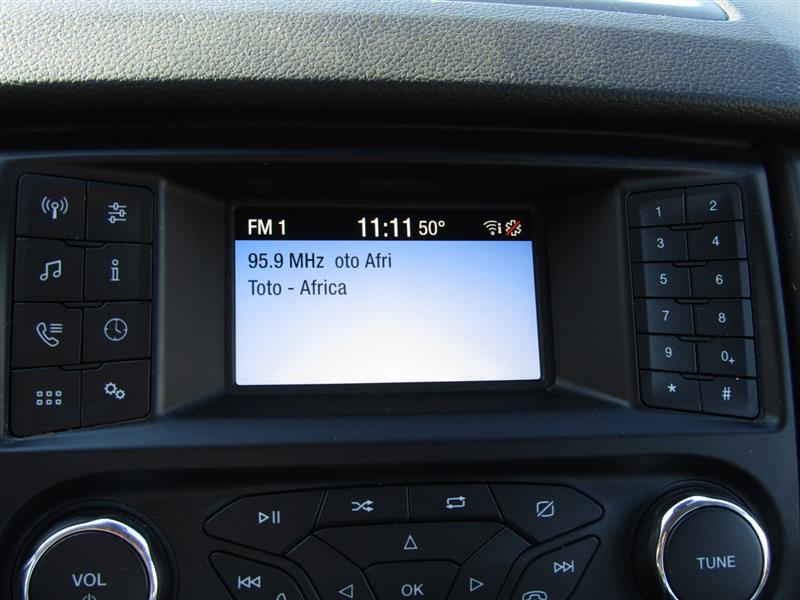 FM 1 11:11 50°
95.9 MHz oto Afri
Toto - Africa
1 2
3 4
5 6
7 8
9 0+
* #
VOL
OK
TUNE